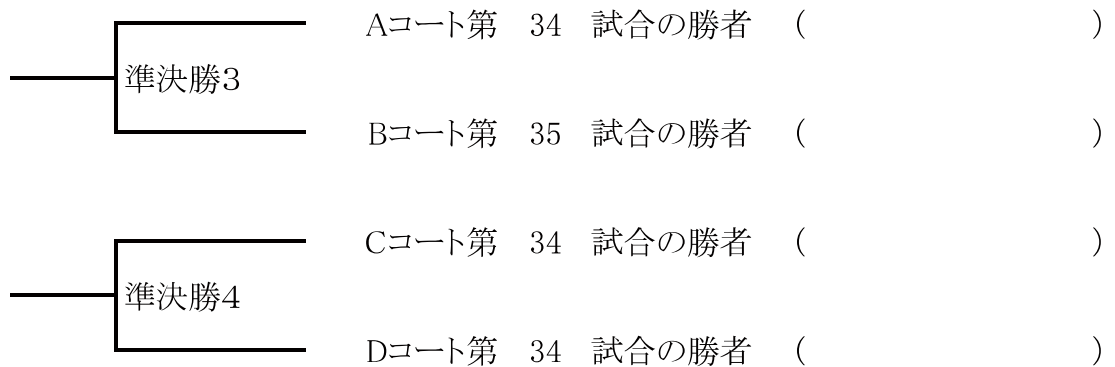 Aコート第　34　試合の勝者　（　　　　　　　　　）
準決勝3
Bコート第　35　試合の勝者　（　　　　　　　　　）
Cコート第　34　試合の勝者　（　　　　　　　　　）
準決勝4
Dコート第　34　試合の勝者　（　　　　　　　　　）